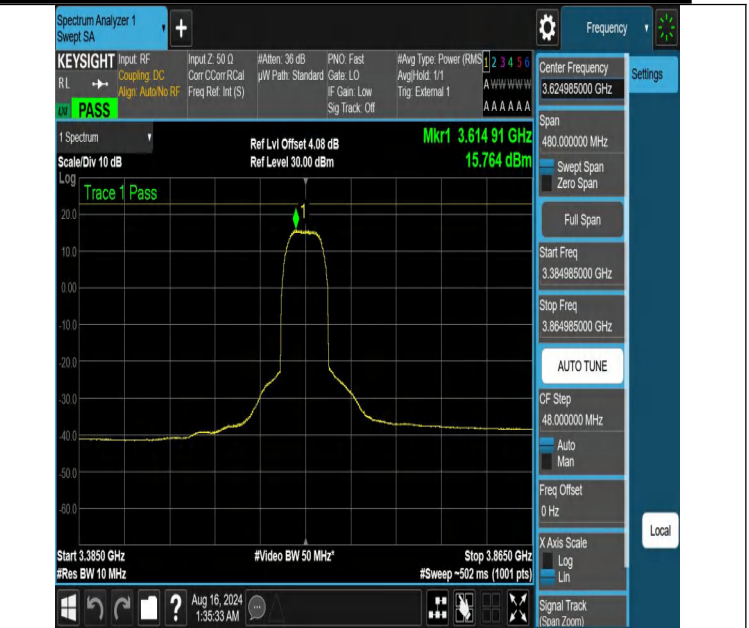 Spectrum Analyzer 1
Swept SA
+
Frequency
KEYSIGHT
RL
PASS
Input: RF
Coupling: DC
Align: Auto/No RF
Input Z: 50 Ω
Corr CCorr RCal
Freq Ref: Int (S)
#Atten: 36 dB
µW Path: Standard
PNO: Fast
Gate: LO
IF Gain: Low
Sig Track: Off
#Avg Type: Power (RMS
Avg|Hold: 1/1
Trig: External 1
1 2 3 4 5 6
A W W W W W
A A A A A A
1 Spectrum
Scale/Div 10 dB
Ref Lvl Offset 4.08 dB
Ref Level 30.00 dBm
Mkr1 3.614 91 GHz
15.764 dBm
Log
Trace 1 Pass
1
20.0
10.0
0.00
-10.0
-20.0
-30.0
-40.0
-50.0
-60.0
Start 3.3850 GHz
#Res BW 10 MHz
#Video BW 50 MHz*
Stop 3.8650 GHz
#Sweep ~502 ms (1001 pts)
Center Frequency
3.624985000 GHz
Span
480.000000 MHz
Swept Span
Zero Span
Full Span
Start Freq
3.384985000 GHz
Stop Freq
3.864985000 GHz
AUTO TUNE
CF Step
48.000000 MHz
Auto
Man
Freq Offset
0 Hz
X Axis Scale
Log
Lin
Signal Track
(Span Zoom)
Settings
Local
?
Aug 16, 2024
1:35:33 AM